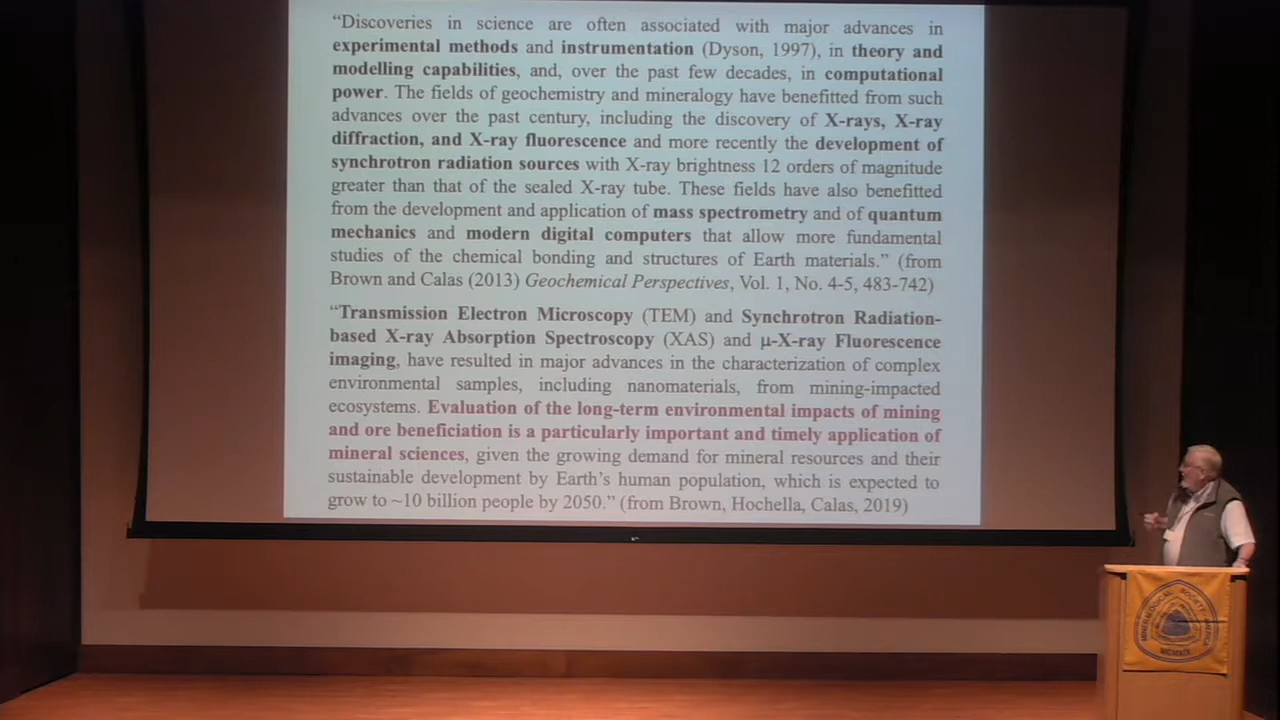 “Discoveries in science are often associated with major advances in
experimental methods and instrumentation (Dyson, 1997), in theory and
modelling capabilities, and, over the past few decades, in computational
power. The fields of geochemistry and mineralogy have benefitted from such
advances over the past century, including the discovery of X-rays, X-ray
diffraction, and X-ray fluorescence and more recently the development of
synchrotron radiation sources with X-ray brightness 12 orders of magnitude
greater than that of the sealed X-ray tube. These fields have also benefitted
from the development and application of mass spectrometry and of quantum
mechanics and modern digital computers that allow more fundamental
studies of the chemical bonding and structures of Earth materials.” (from
Brown and Calas (2013) Geochemical Perspectives, Vol. 1, No. 4-5, 483-742)
“Transmission Electron Microscopy (TEM) and Synchrotron Radiation-
based X-ray Absorption Spectroscopy (XAS) and μ-X-ray Fluorescence
imaging, have resulted in major advances in the characterization of complex
environmental samples, including nanomaterials, from mining-impacted
ecosystems. Evaluation of the long-term environmental impacts of mining
and ore beneficiation is a particularly important and timely application of
mineral sciences, given the growing demand for mineral resources and their
sustainable development by Earth’s human population, which is expected to
grow to ~10 billion people by 2050.” (from Brown, Hochella, Calas, 2019)
MINERALOGICAL SOCIETY AMERICA
MCMXIX